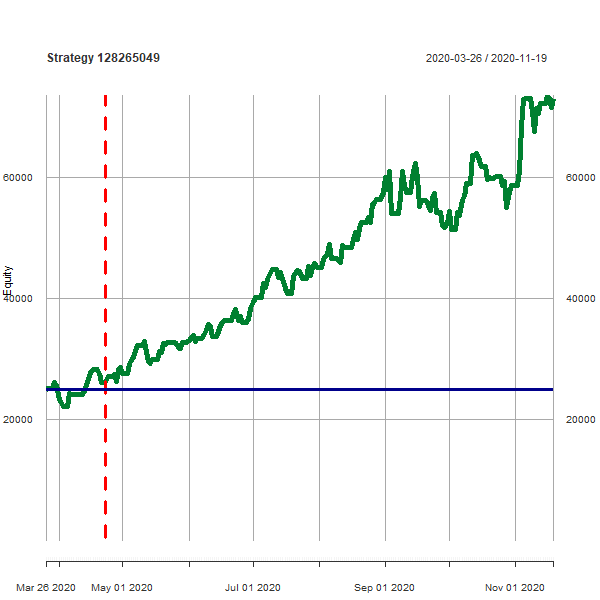 Strategy 128265049
2020-03-26 / 2020-11-19
60000
60000
Equity
40000
40000
20000
20000
Mar 26 2020
May 01 2020
Jul 01 2020
Sep 01 2020
Nov 01 2020